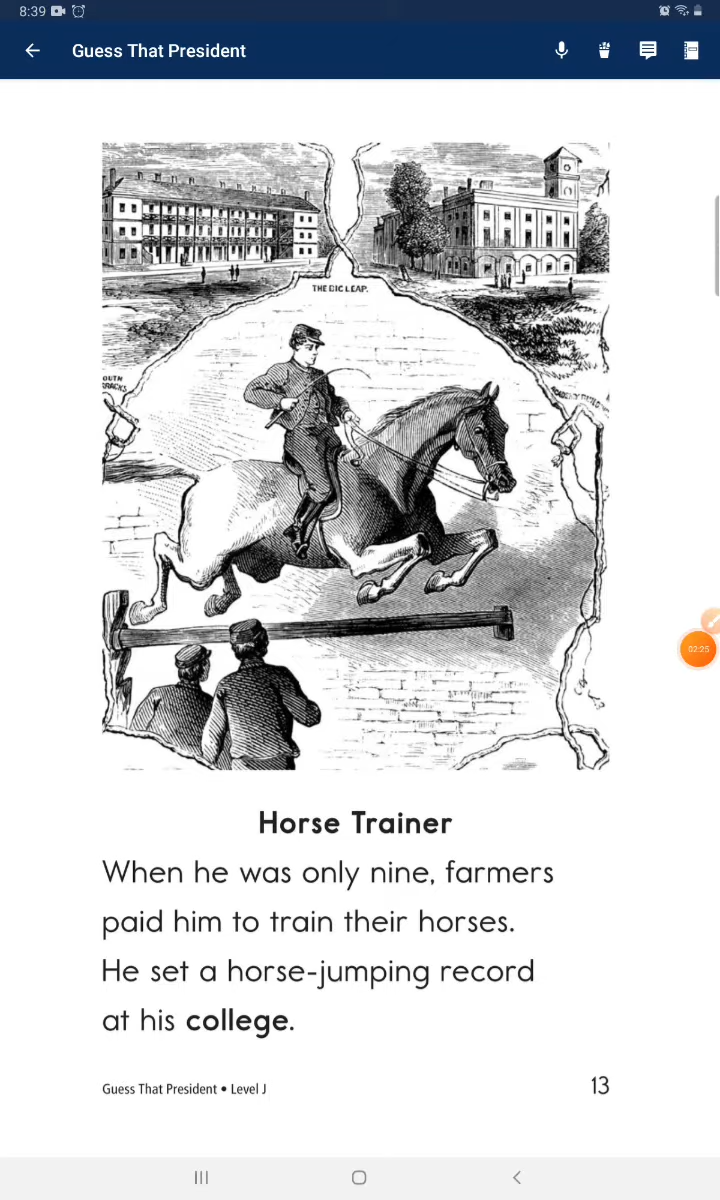 8:39
Guess That President
THE BIG LEAP.
02:25
Horse Trainer
When he was only nine, farmers
paid him to train their horses.
He set a horse-jumping record
at his college.
Guess That President • Level J
13